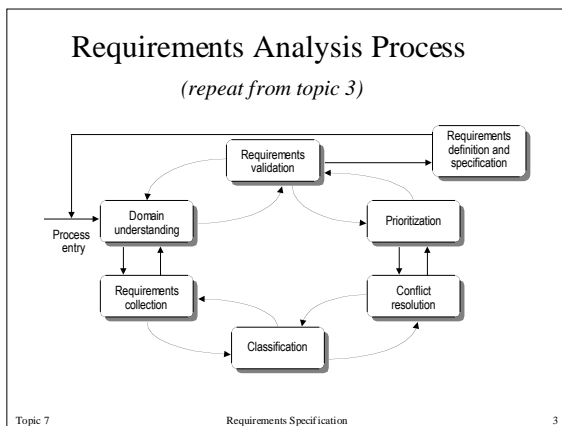 Requirements Analysis Process
(repeat from topic 3)
Requirements
definition and
specification
Requirements
validation
Domain
understanding
Prioritization
Process
entry
Requirements
collection
Conflict
resolution
Classification
Topic 7
Requirements Specification
3